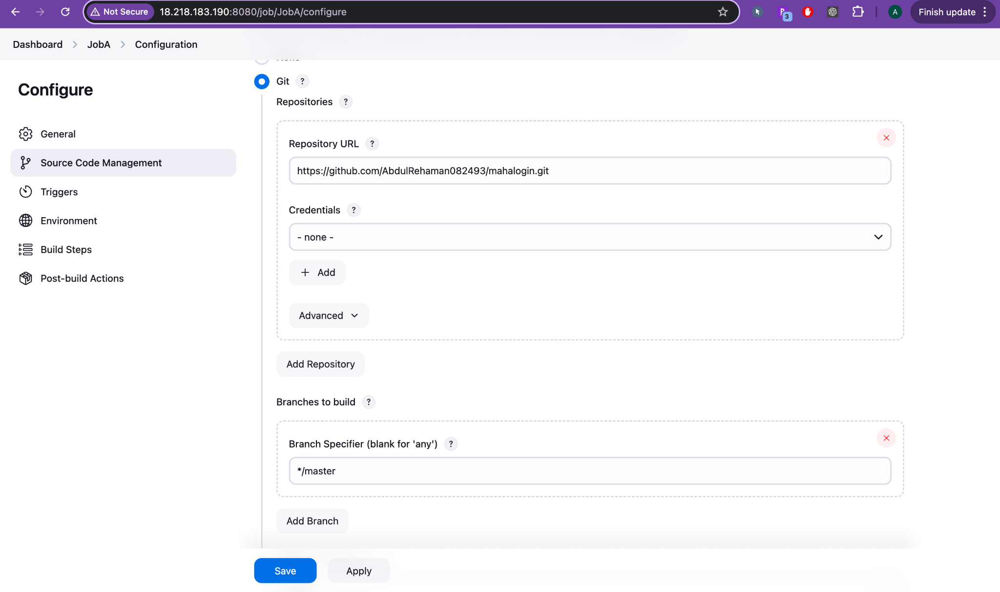 Not Secure 18.218.183.190:8080/job/JobA/configure 3 A Finish update
Dashboard JobA Configuration
Configure
General
Source Code Management
Triggers
Environment
Build Steps
Post-build Actions
Git ?
Repositories ?
Repository URL ?
https://github.com/AbdulRehaman082493/mahalogin.git
Credentials ?
- none -
Add
Advanced
Add Repository
Branches to build ?
Branch Specifier (blank for 'any') ?
*/master
Add Branch
Save Apply